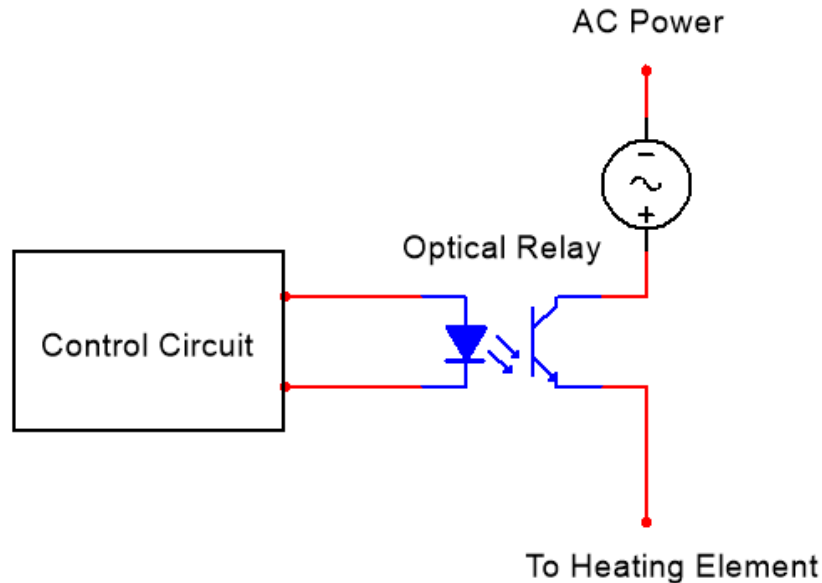 AC Power
−
+
Optical Relay
Control Circuit
To Heating Element